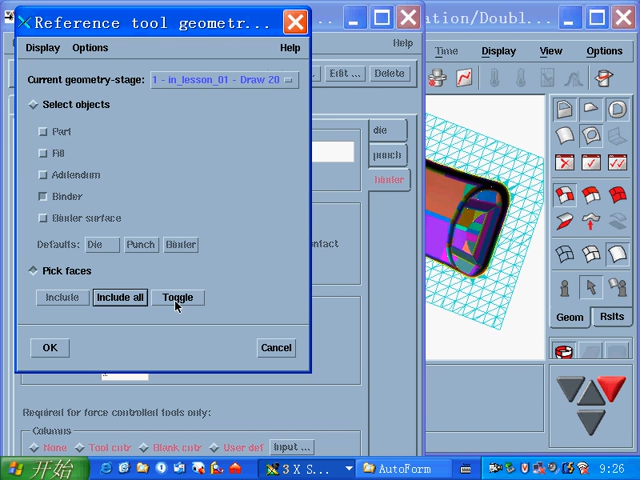 Reference tool geometr...
ation/Doubl...
Display Options Help
Help
Time Display View Options
Current geometry-stage: 1 - in_lesson_01 - Draw 20
Edit ... Delete
Select objects
Part
Fill
Addendum
Binder
Binder surface
Defaults: Die Punch Binder
die
punch
binder
ntact
Pick faces
Include Include all Toggle
OK Cancel
Geom Rslts
Required for force controlled tools only:
Columns
None Tool cntr Blank cntr User def Input ...
开始
3 X S...
AutoForm
9:26